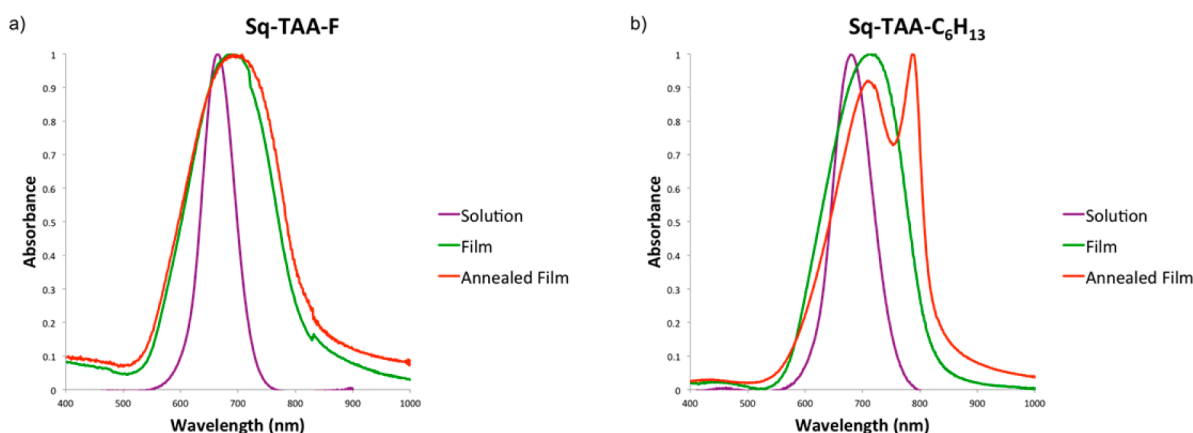 a)
Sq-TAA-F
Absorbance
1
0.9
0.8
0.7
0.6
0.5
0.4
0.3
0.2
0.1
0
400 500 600 700 800 900 1000
Wavelength (nm)
Solution
Film
Annealed Film
b)
Sq-TAA-C₆H₁₃
Absorbance
1
0.9
0.8
0.7
0.6
0.5
0.4
0.3
0.2
0.1
0
400 500 600 700 800 900 1000
Wavelength (nm)
Solution
Film
Annealed Film